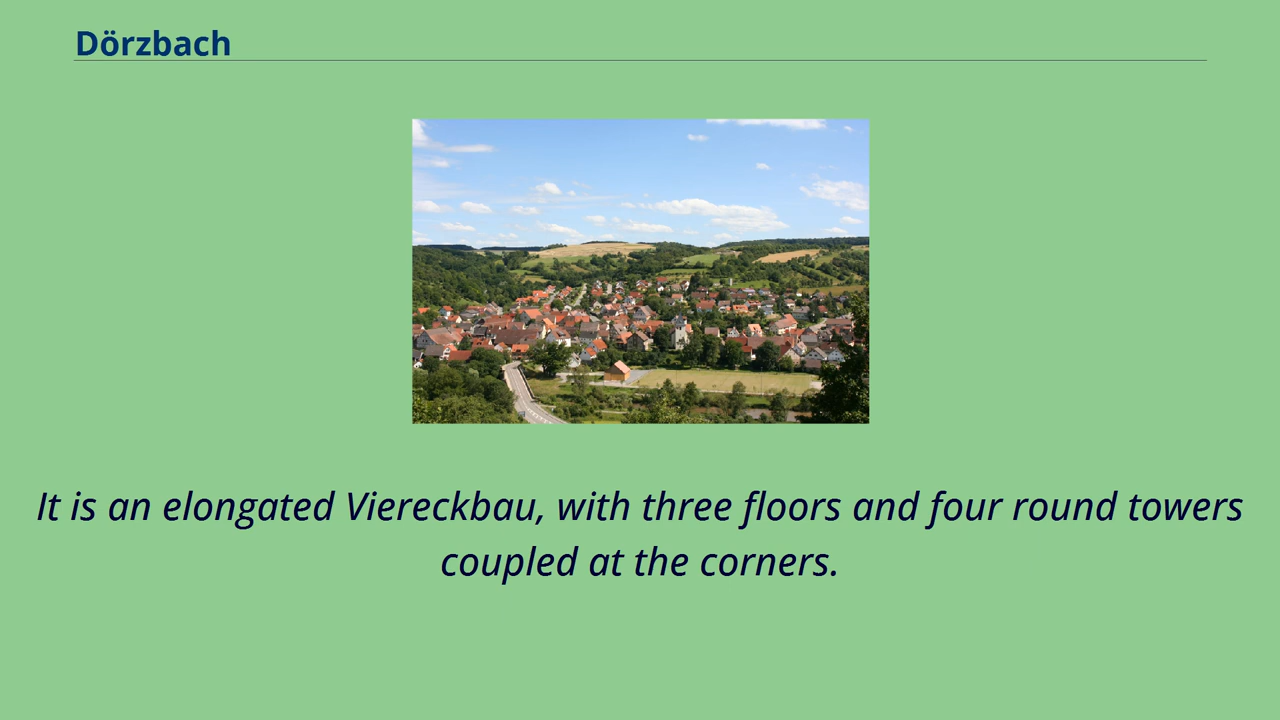 Dörzbach
It is an elongated Viereckbau, with three floors and four round towers
coupled at the corners.